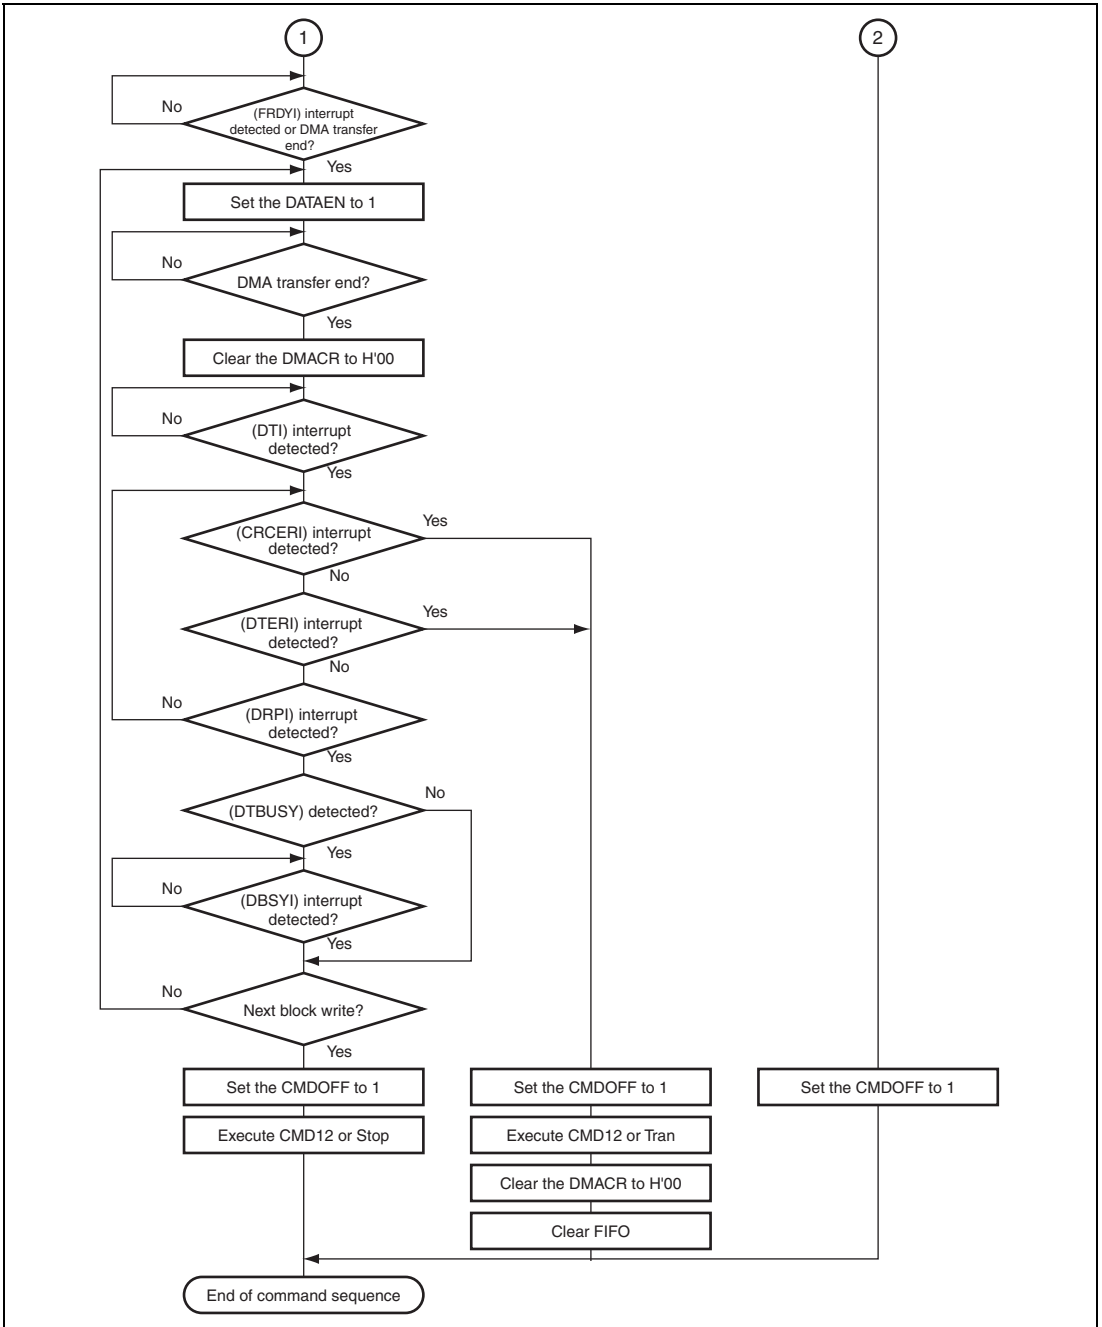 1
2
No
(FRDYI) interrupt
detected or DMA transfer
end?
Yes
Set the DATAEN to 1
No
DMA transfer end?
Yes
Clear the DMACR to H'00
No
(DTI) interrupt
detected?
Yes
(CRCERI) interrupt
detected?
Yes
No
(DTERI) interrupt
detected?
Yes
No
No
(DRPI) interrupt
detected?
Yes
(DTBUSY) detected?
No
Yes
No
(DBSYI) interrupt
detected?
Yes
No
Next block write?
Yes
Set the CMDOFF to 1
Set the CMDOFF to 1
Set the CMDOFF to 1
Execute CMD12 or Stop
Execute CMD12 or Tran
Clear the DMACR to H'00
Clear FIFO
End of command sequence